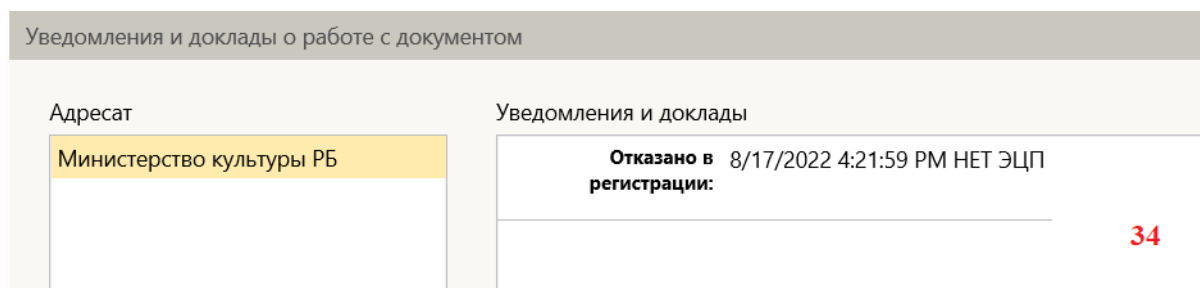 Уведомления и доклады о работе с документом
Адресат
Уведомления и доклады
Министерство культуры РБ
Отказано в регистрации: 8/17/2022 4:21:59 PM НЕТ ЭЦП
34